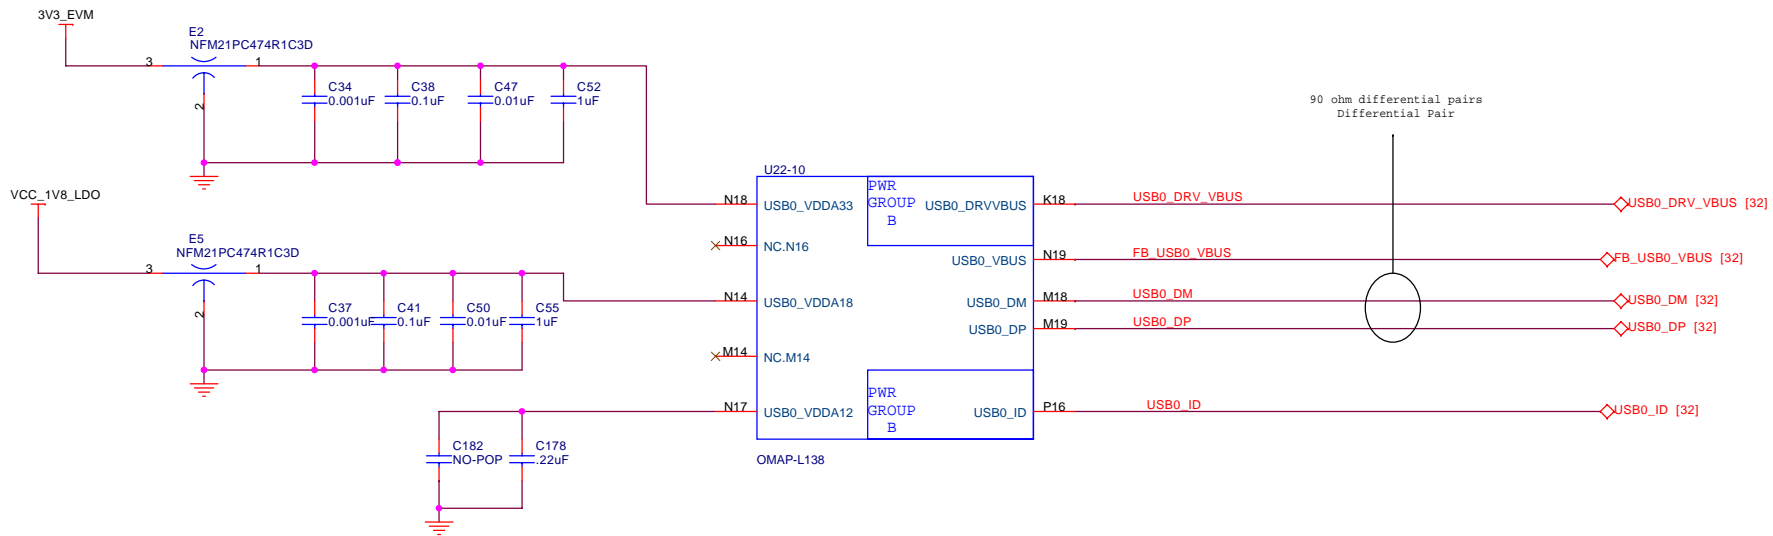 3V3_EVM
E2
NFM21PC474R1C3D
3
1
2
C34
0.001uF
C38
0.1uF
C47
0.01uF
C52
1uF
90 ohm differential pairs
Differential Pair
VCC_1V8_LDO
E5
NFM21PC474R1C3D
3
1
2
C37
0.001uF
C41
0.1uF
C50
0.01uF
C55
1uF
C182
NO-POP
C178
.22uF
U22-10
N18
USB0_VDDA33
N16
NC.N16
N14
USB0_VDDA18
M14
NC.M14
N17
USB0_VDDA12
PWR
GROUP
B
USB0_DRVVBUS
K18
USB0_DRV_VBUS
USB0_DRV_VBUS [32]
USB0_VBUS
N19
FB_USB0_VBUS
FB_USB0_VBUS [32]
USB0_DM
M18
USB0_DM
USB0_DM [32]
USB0_DP
M19
USB0_DP
USB0_DP [32]
PWR
GROUP
B
USB0_ID
P16
USB0_ID
USB0_ID [32]
OMAP-L138